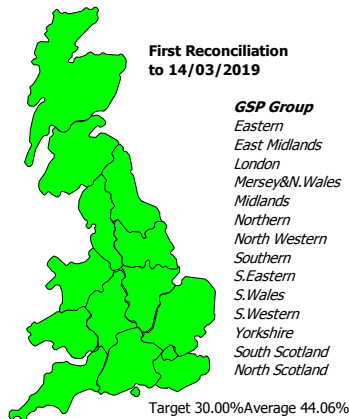 First Reconciliation
to 14/03/2019
GSP Group
Eastern
East Midlands
London
Mersey&N.Wales
Midlands
Northern
North Western
Southern
S.Eastern
S.Wales
S.Western
Yorkshire
South Scotland
North Scotland
Target 30.00%Average 44.06%